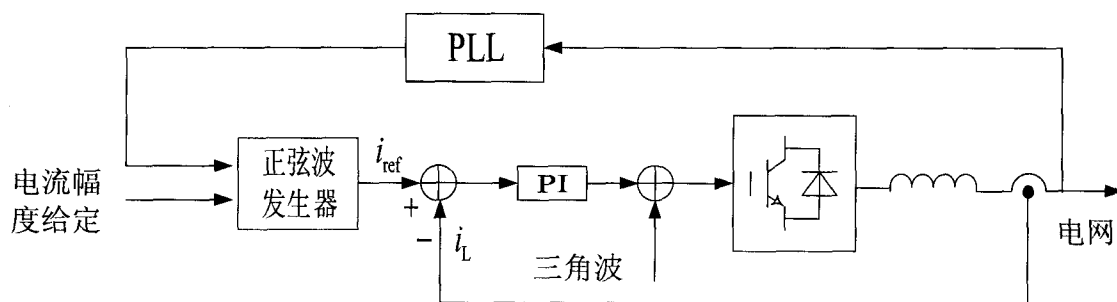 PLL
电流幅
度给定
正弦波
发生器
i_ref
+
−
i_L
PI
三角波
电网